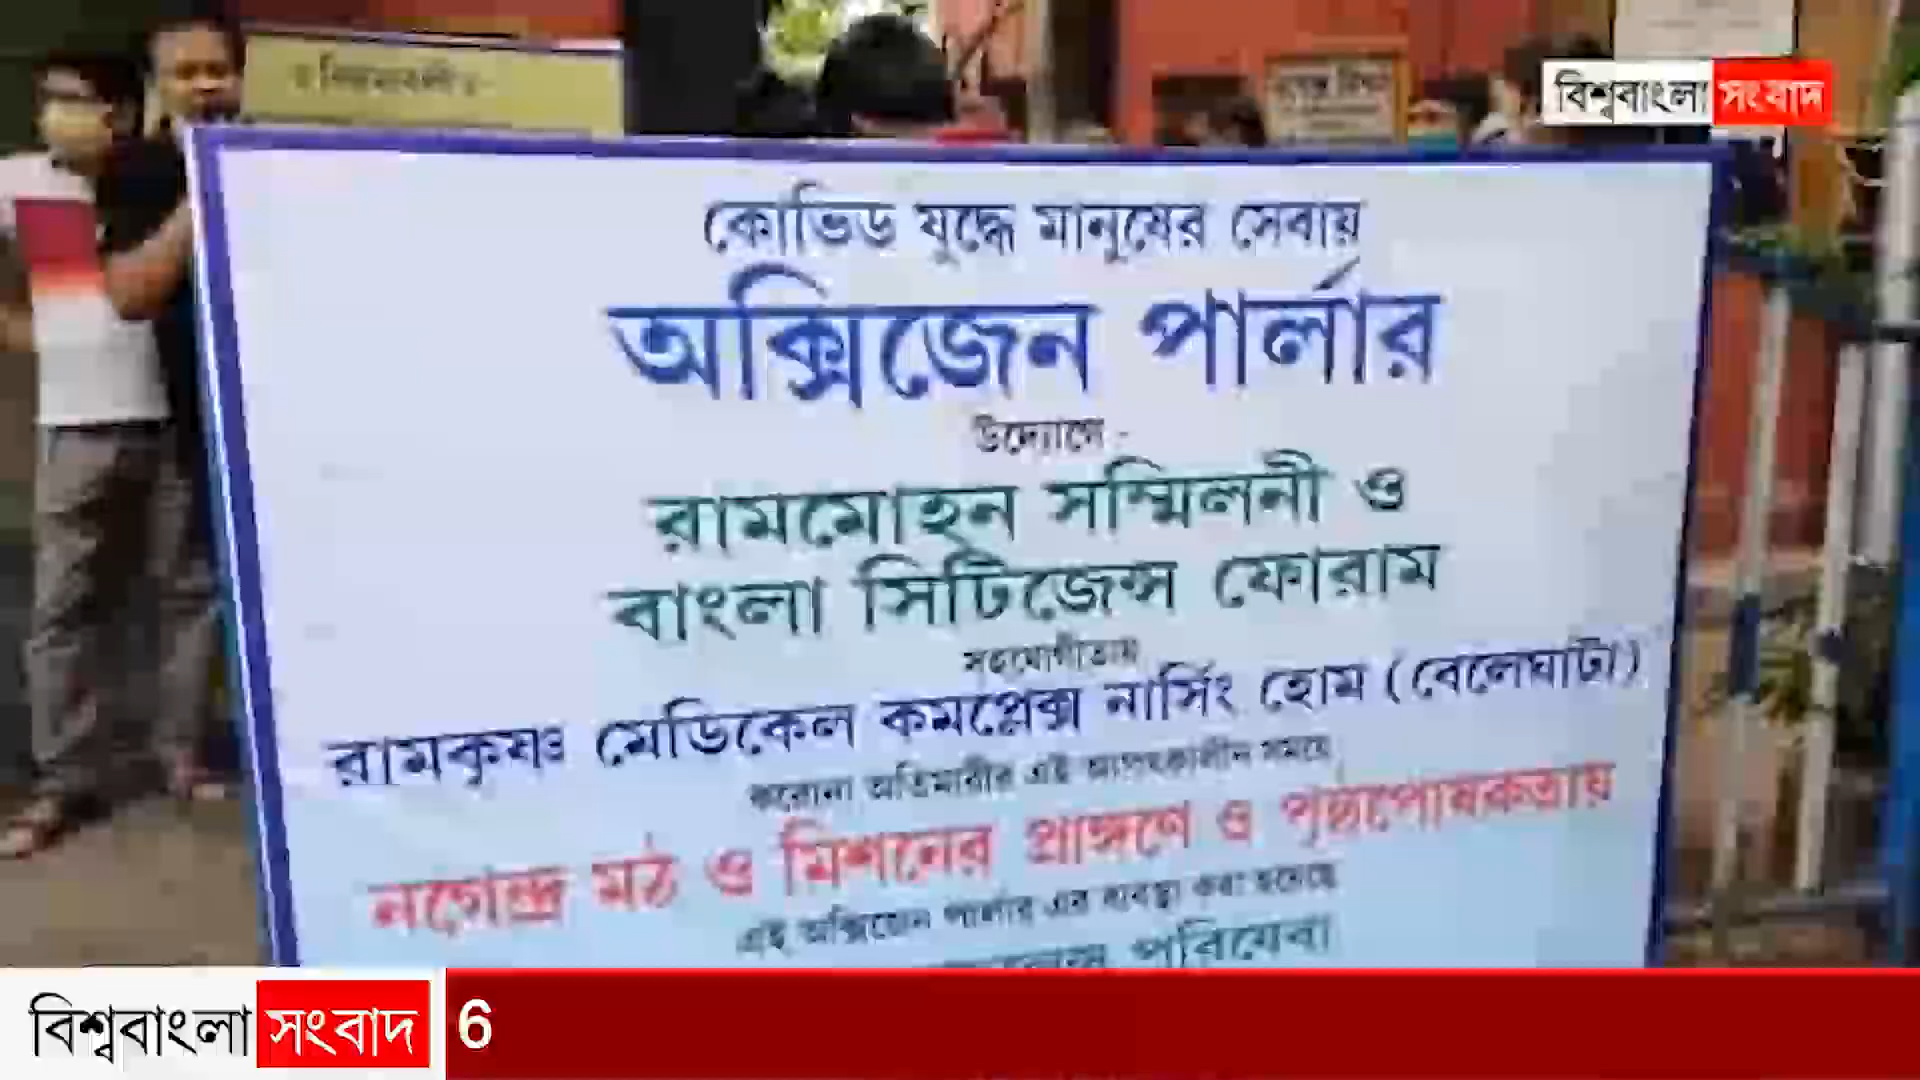 বিশ্ববাংলা সংবাদ
কোভিড যুদ্ধে মানুষের সেবায়
অক্সিজেন পার্লার
উদ্যোগে -
রামমোহন সম্মিলনী ও
বাংলা সিটিজেন্স ফোরাম
সহযোগীতায়
রামকৃষ্ণ মেডিকেল কমপ্লেক্স নার্সিং হোম (বেলেঘাটা)
করোনা অতিমারীর এই আপৎকালীন সময়ে
নগেন্দ্র মঠ ও মিশনের প্রাঙ্গণে ও পৃষ্ঠপোষকতায়
এই অক্সিজেন পার্লার এর ব্যবস্থা করা হয়েছে
পরিষেবা
বিশ্ববাংলা সংবাদ 6